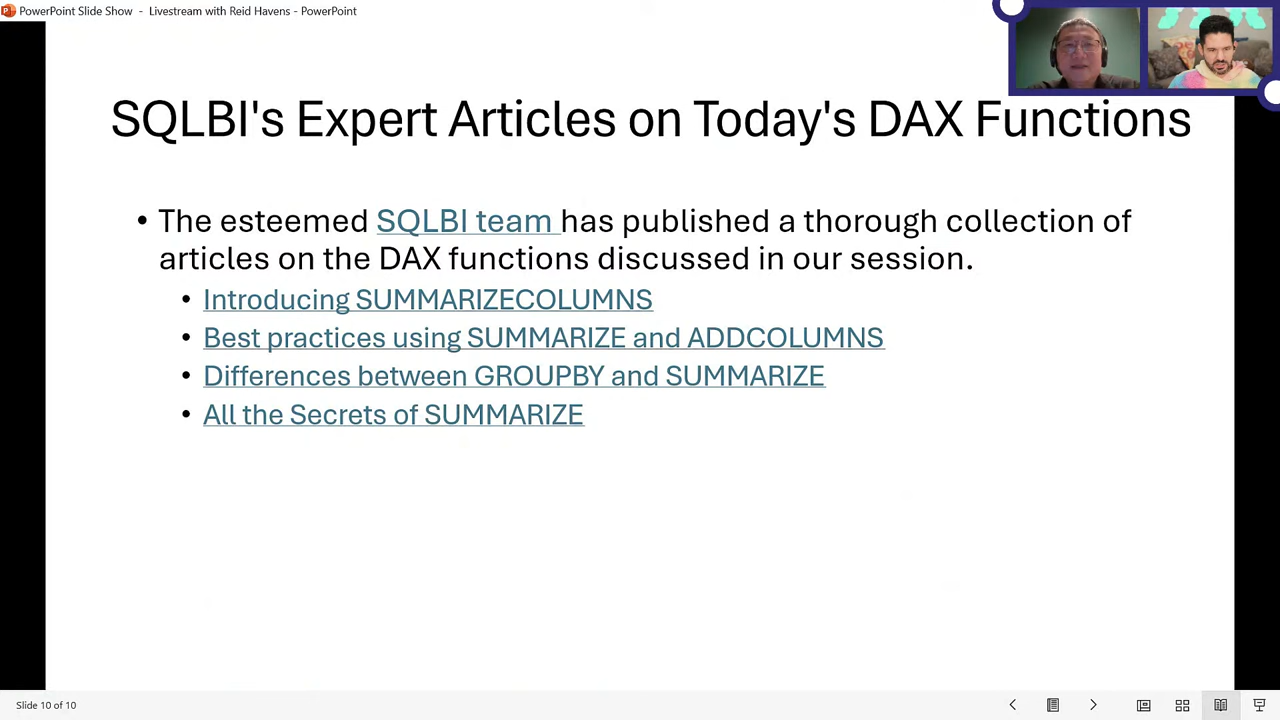 PowerPoint Slide Show - Livestream with Reid Havens - PowerPoint
SQLBI's Expert Articles on Today's DAX Functions
• The esteemed SQLBI team has published a thorough collection of
articles on the DAX functions discussed in our session.
• Introducing SUMMARIZECOLUMNS
• Best practices using SUMMARIZE and ADDCOLUMNS
• Differences between GROUPBY and SUMMARIZE
• All the Secrets of SUMMARIZE
Slide 10 of 10